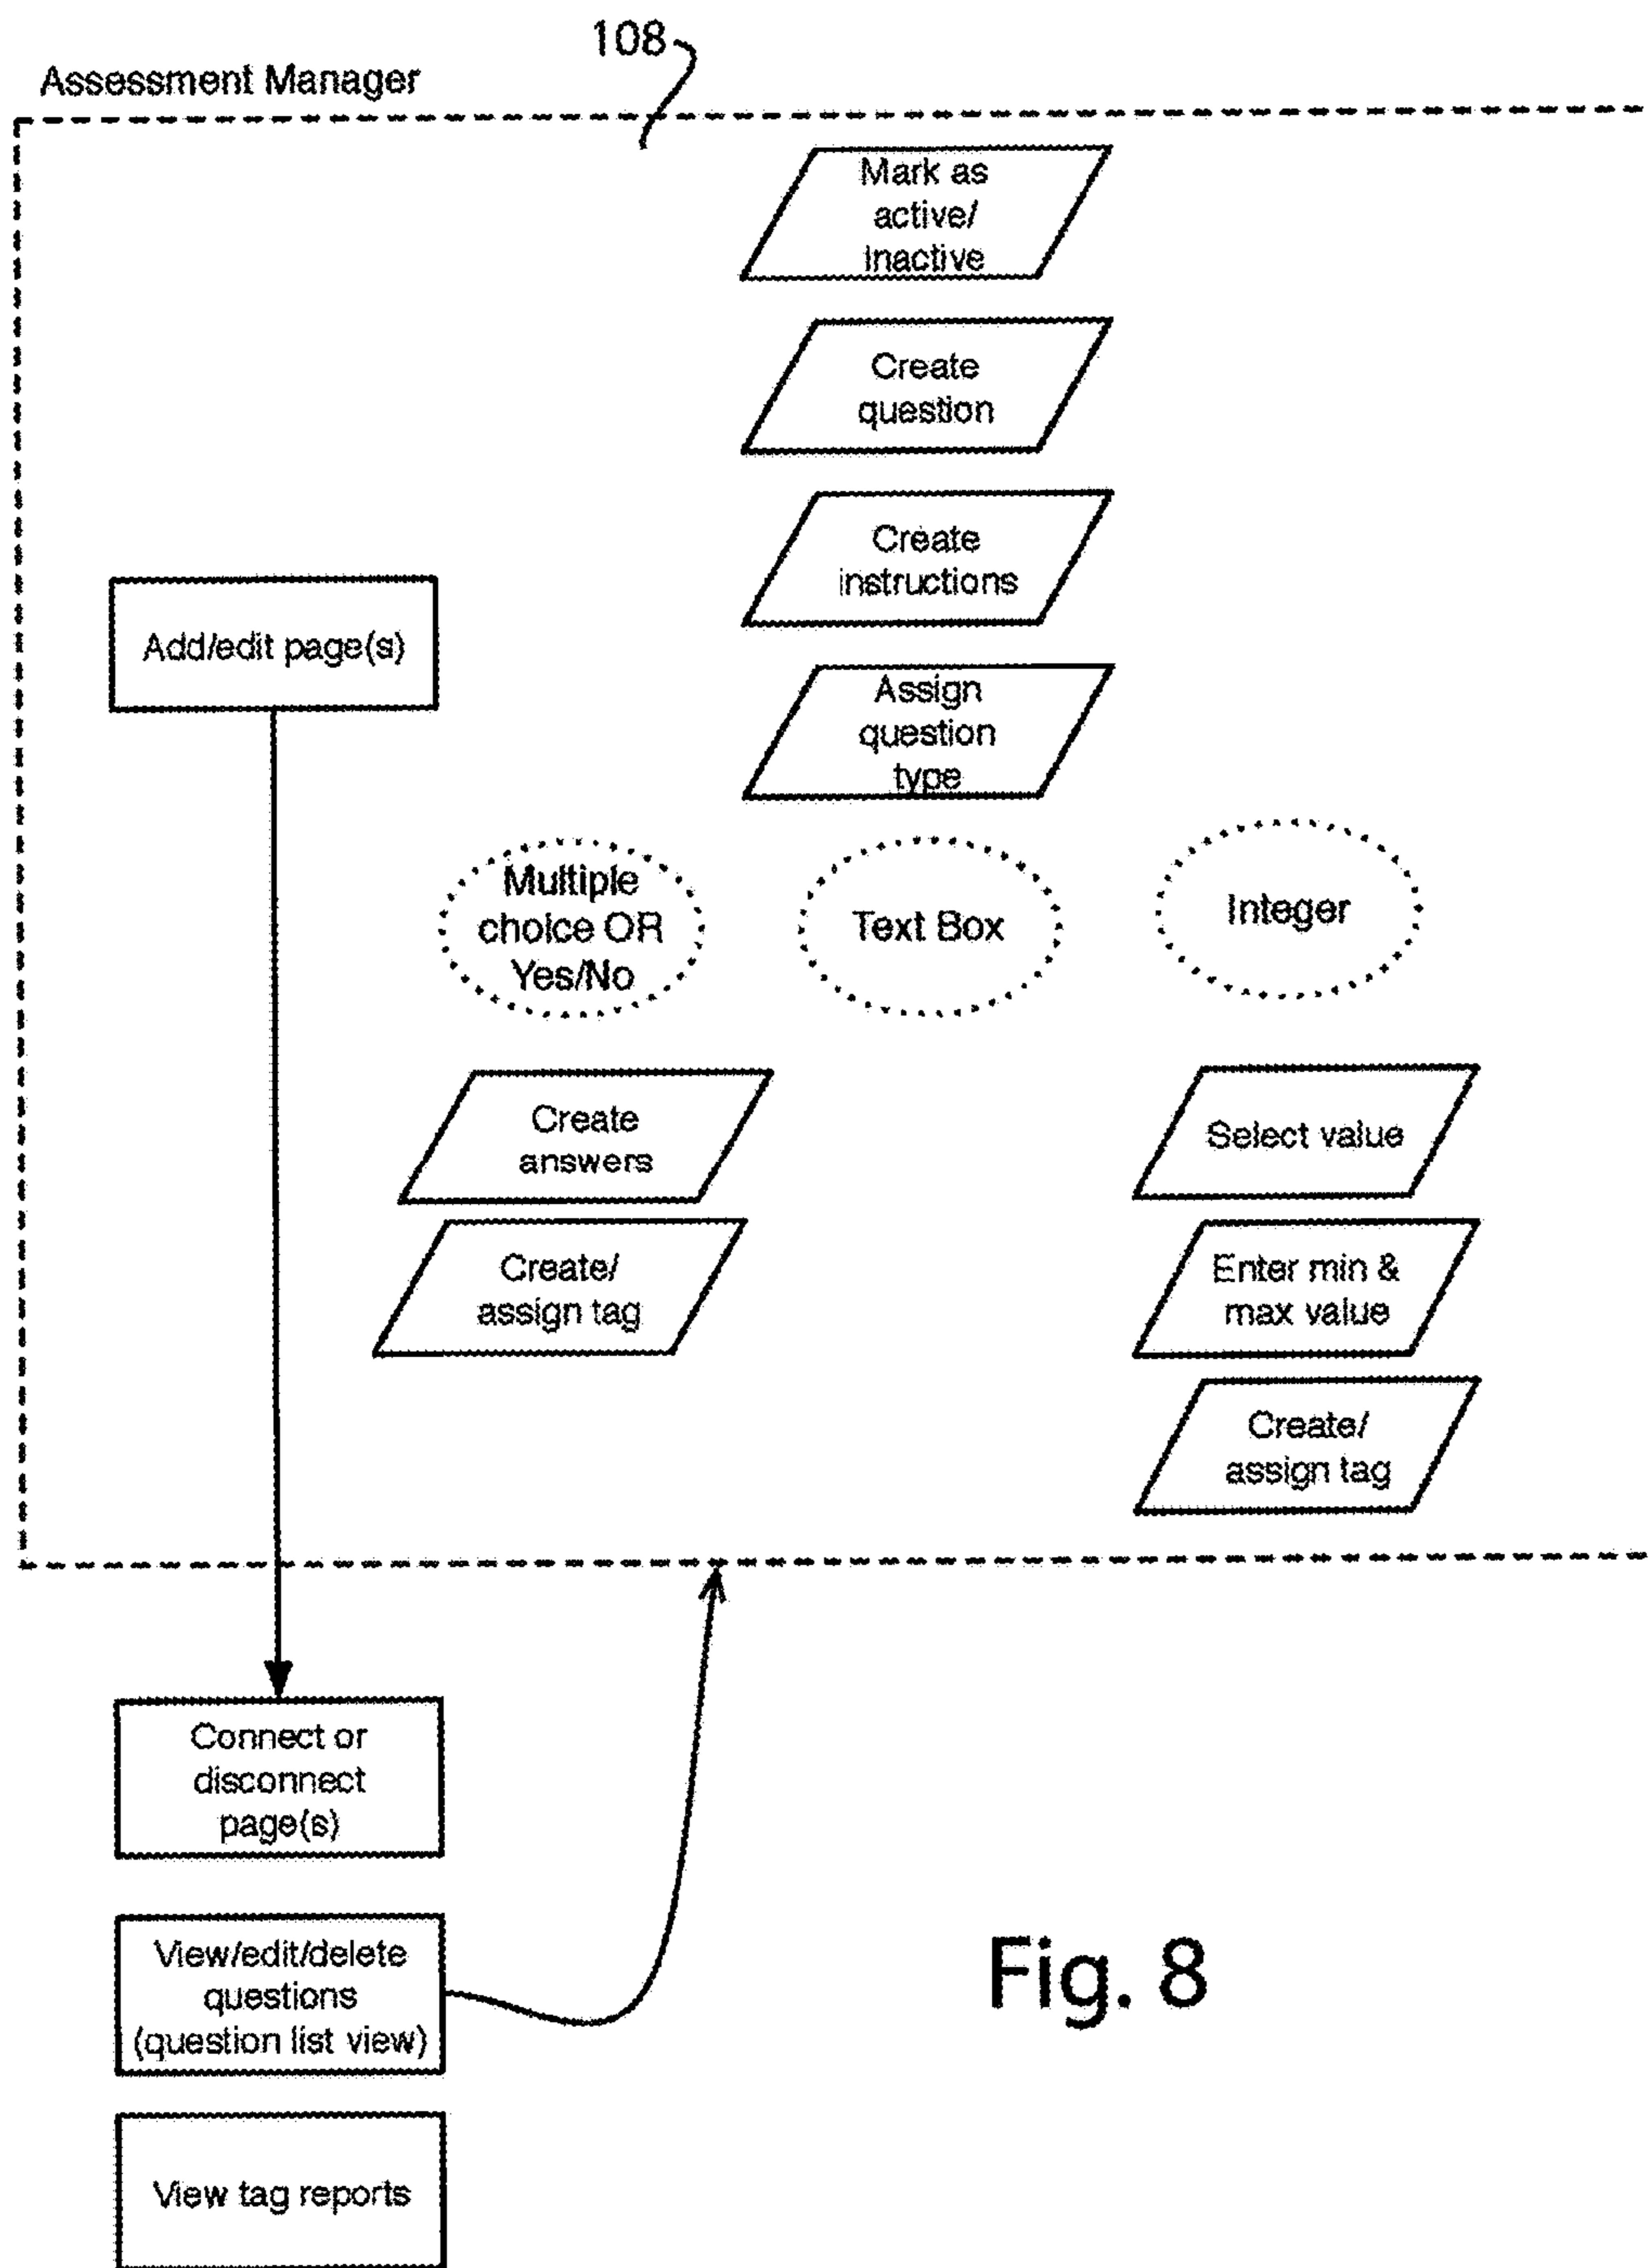 108
Assessment Manager
Mark as
active/
inactive
Create
question
Create
instructions
Add/edit page(s)
Assign
question
type
Multiple
choice OR
Yes/No
Text Box
Integer
Create
answers
Select value
Create/
assign tag
Enter min &
max value
Create/
assign tag
Connect or
disconnect
page(s)
View/edit/delete
questions
(question list view)
Fig. 8
View tag reports